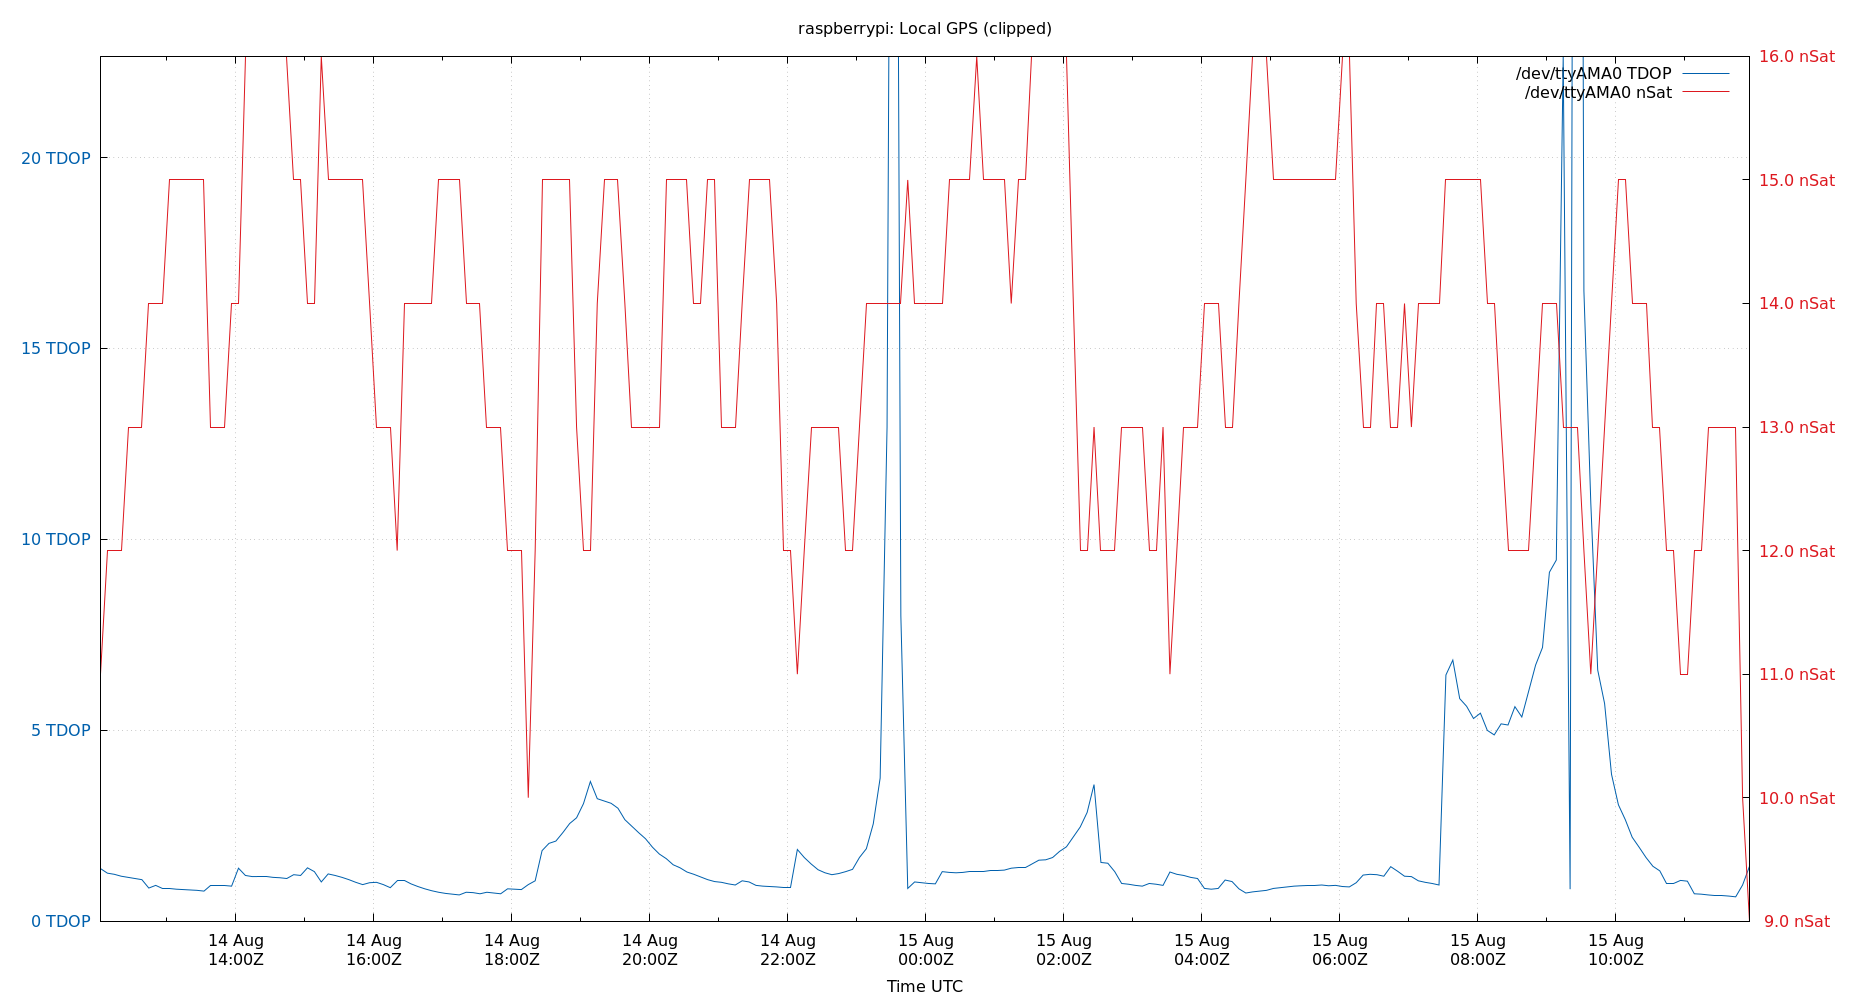 raspberrypi: Local GPS (clipped)
16.0 nSat
/dev/ttyAMA0 TDOP
/dev/ttyAMA0 nSat
20 TDOP
15.0 nSat
14.0 nSat
15 TDOP
13.0 nSat
10 TDOP
12.0 nSat
11.0 nSat
5 TDOP
10.0 nSat
0 TDOP
9.0 nSat
14 Aug
14:00Z
14 Aug
16:00Z
14 Aug
18:00Z
14 Aug
20:00Z
14 Aug
22:00Z
15 Aug
00:00Z
15 Aug
02:00Z
15 Aug
04:00Z
15 Aug
06:00Z
15 Aug
08:00Z
15 Aug
10:00Z
Time UTC